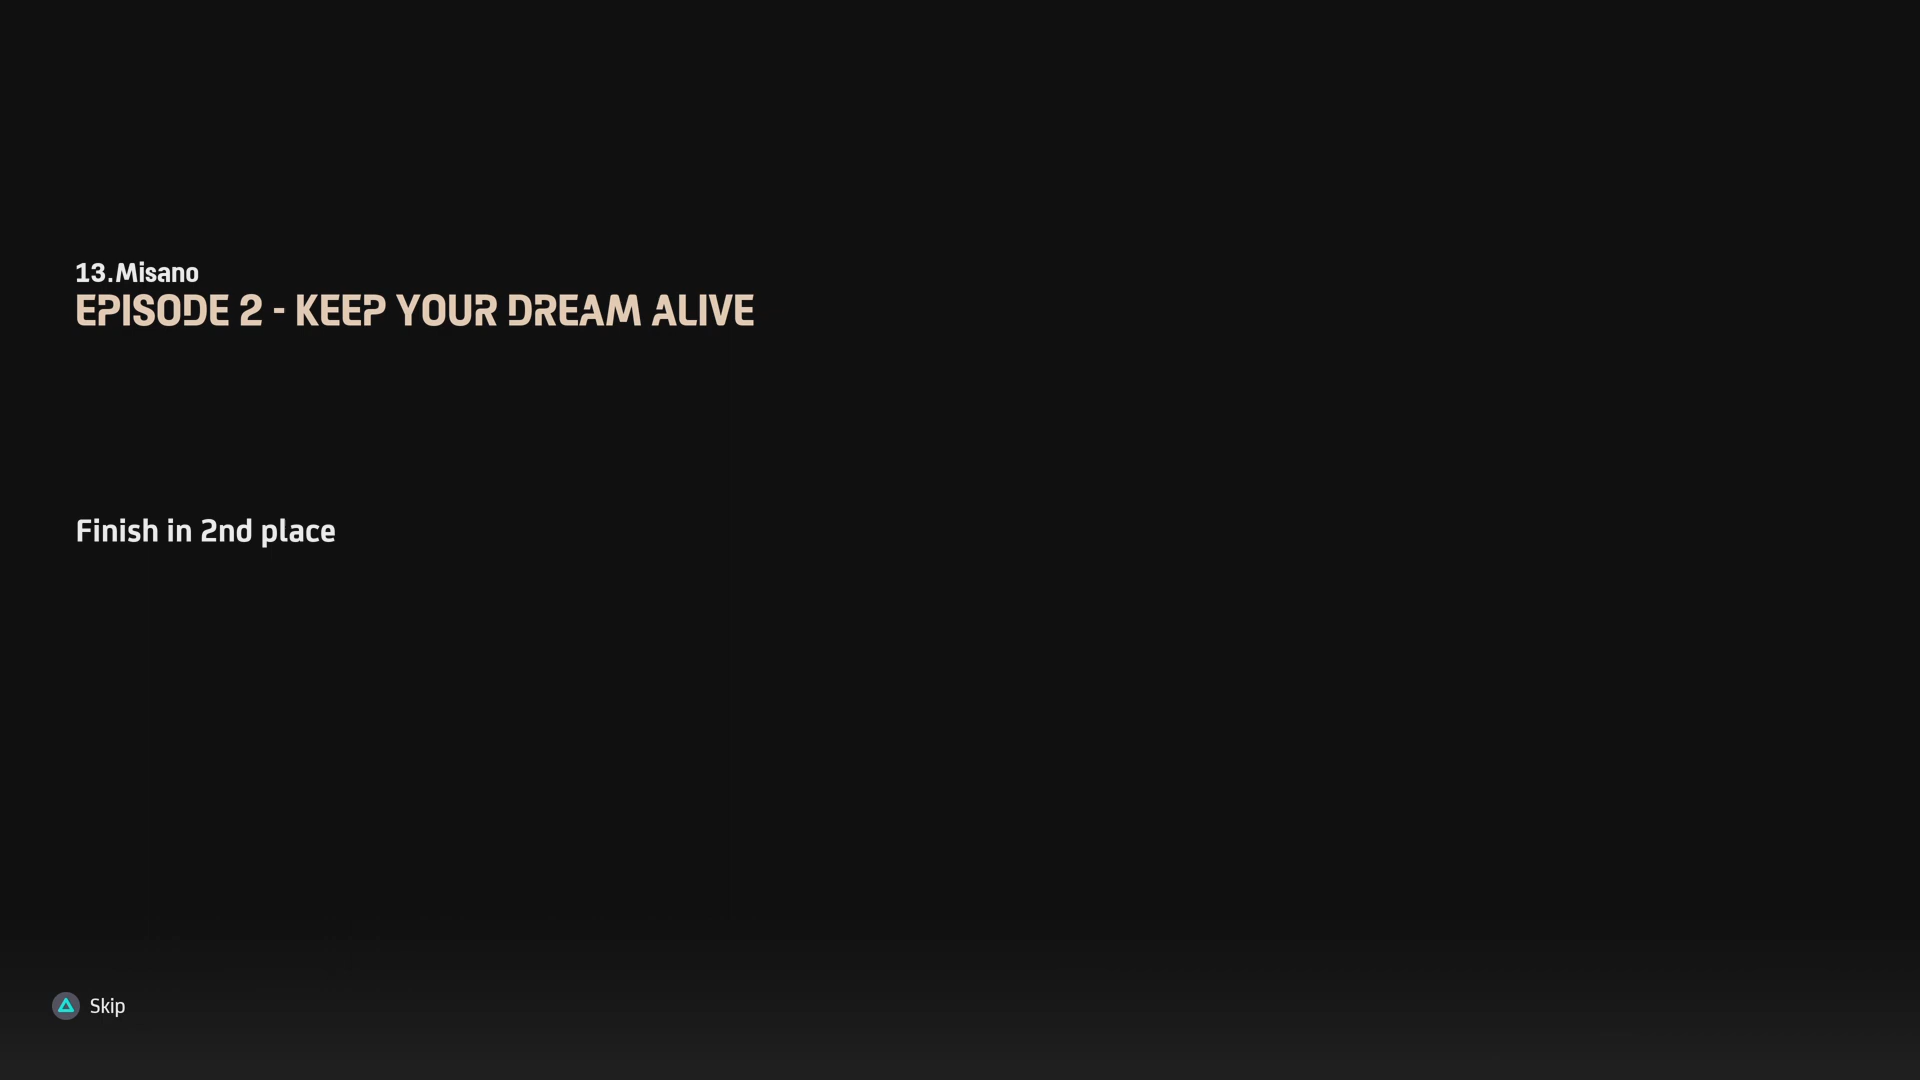 13.Misano
EPISODE 2 - KEEP YOUR DREAM ALIVE
Finish in 2nd place
Skip